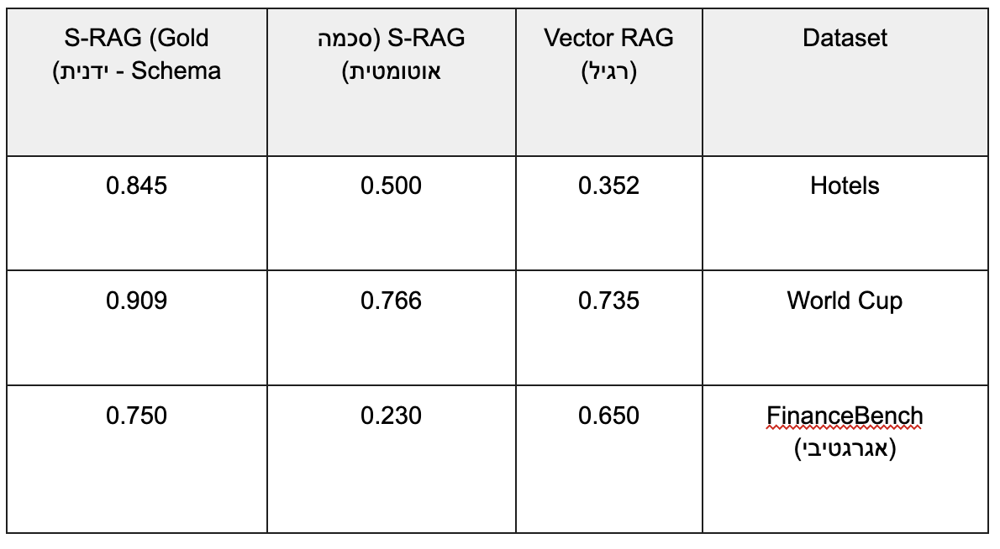 Dataset
Vector RAG
(רגיל)
S-RAG (סכמה
אוטומטית)
S-RAG (Gold
Schema - ידנית)
Hotels
0.352
0.500
0.845
World Cup
0.735
0.766
0.909
FinanceBench
(אגרגטיבי)
0.650
0.230
0.750